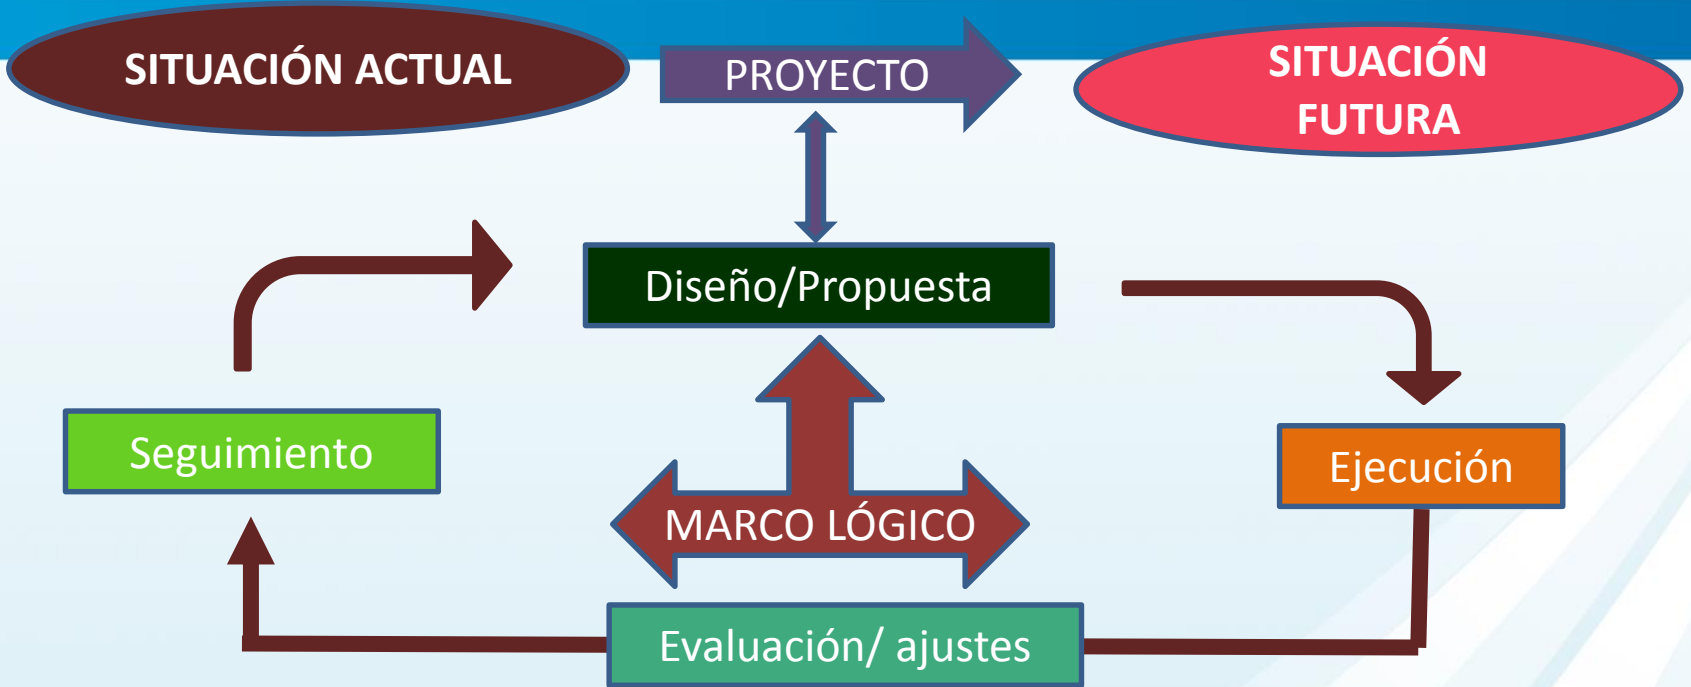 SITUACIÓN ACTUAL
PROYECTO
SITUACIÓN
FUTURA
Diseño/Propuesta
Seguimiento
Ejecución
MARCO LÓGICO
Evaluación/ ajustes